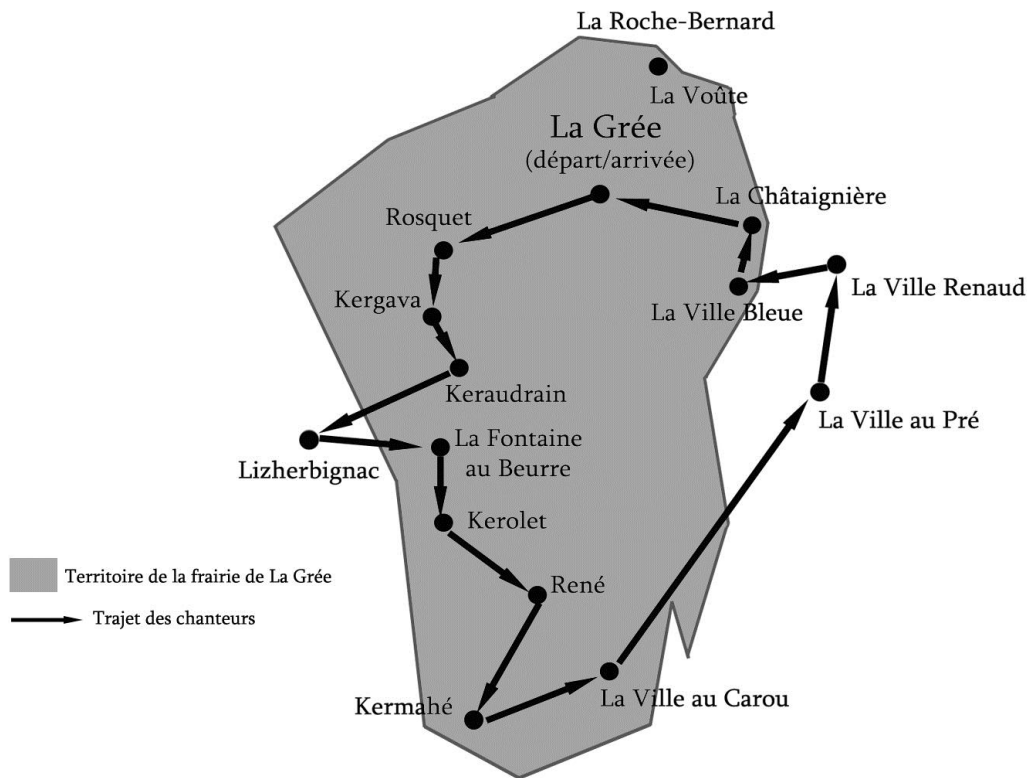 La Roche-Bernard
La Voûte
La Grée
(départ/arrivée)
La Châtaignière
Rosquet
La Ville Renaud
Kergava
La Ville Bleue
Keraudrain
La Ville au Pré
La Fontaine
au Beurre
Lizherbignac
Kerolet
Territoire de la frairie de La Grée
René
Trajet des chanteurs
La Ville au Carou
Kermahé